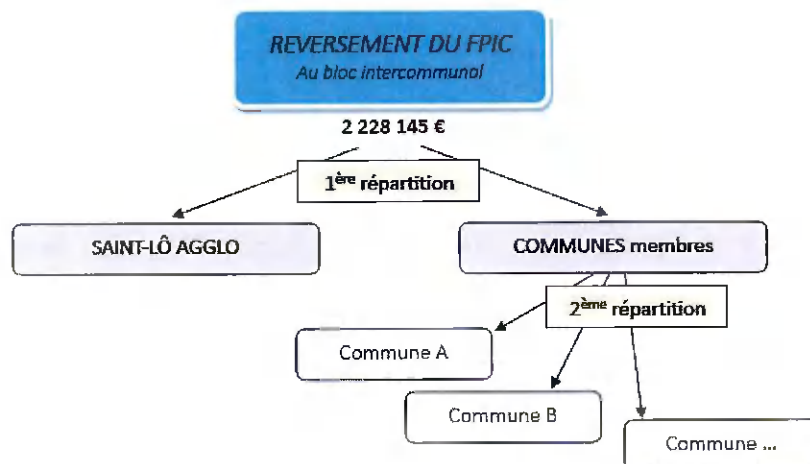 REVERSEMENT DU FPIC
Au bloc intercommunal
2 228 145 €
1ère répartition
SAINT-LÔ AGGLO
COMMUNES membres
2ème répartition
Commune A
Commune B
Commune ...